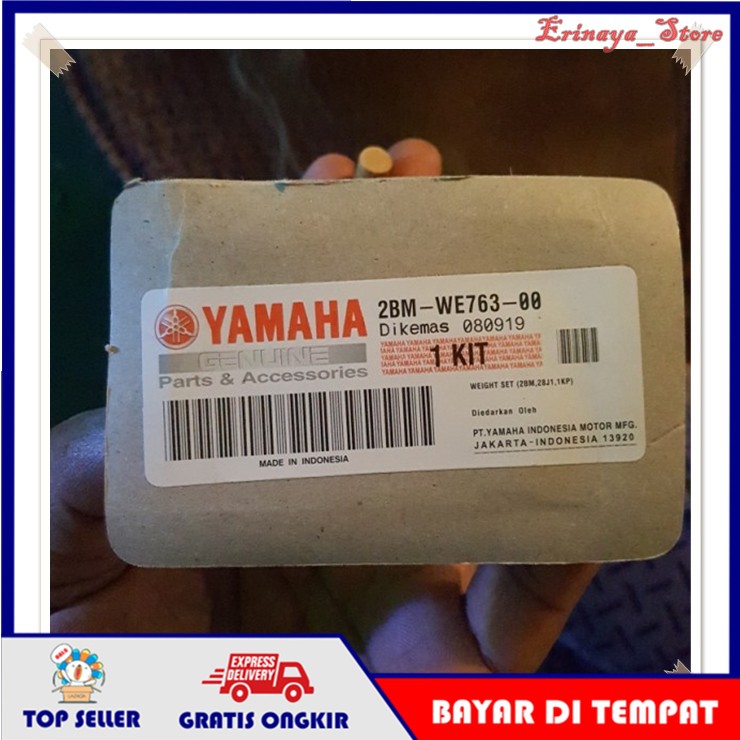 Erinaya_Store
YAMAHA
GENUINE
Parts & Accessories
2BM-WE763-00
Dikemas 080919
1 KIT
WEIGHT SET (2BM,2BJ1,1KP)
Diedarkan Oleh
PT.YAMAHA INDONESIA MOTOR MFG.
JAKARTA-INDONESIA 13920
MADE IN INDONESIA
TOP SELLER
GRATIS ONGKIR
EXPRESS
DELIVERY
BAYAR DI TEMPAT